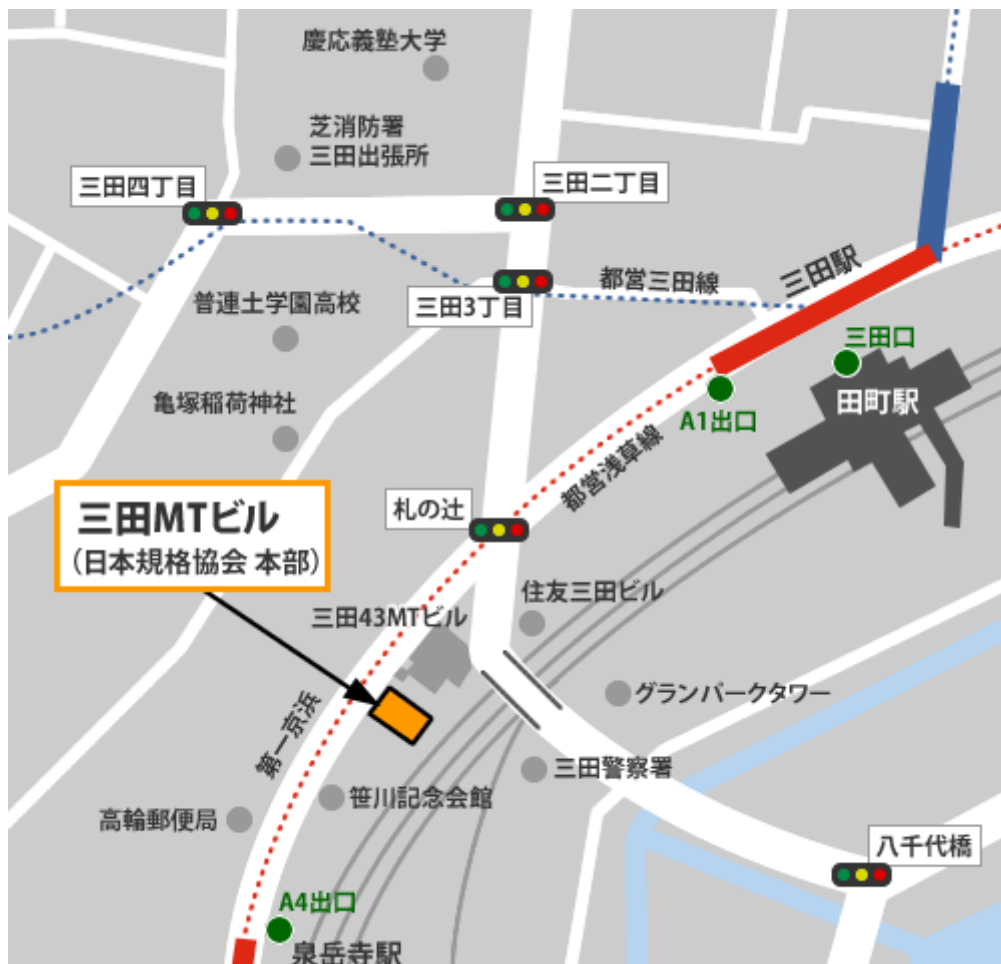 慶応義塾大学
芝消防署
三田出張所
三田四丁目
三田二丁目
三田駅
都営三田線
三田3丁目
普連土学園高校
三田口
田町駅
A1出口
亀塚稲荷神社
都営浅草線
札の辻
三田MTビル
（日本規格協会 本部）
住友三田ビル
三田43MTビル
グランパークタワー
第一京浜
三田警察署
笹川記念会館
高輪郵便局
八千代橋
A4出口
泉岳寺駅